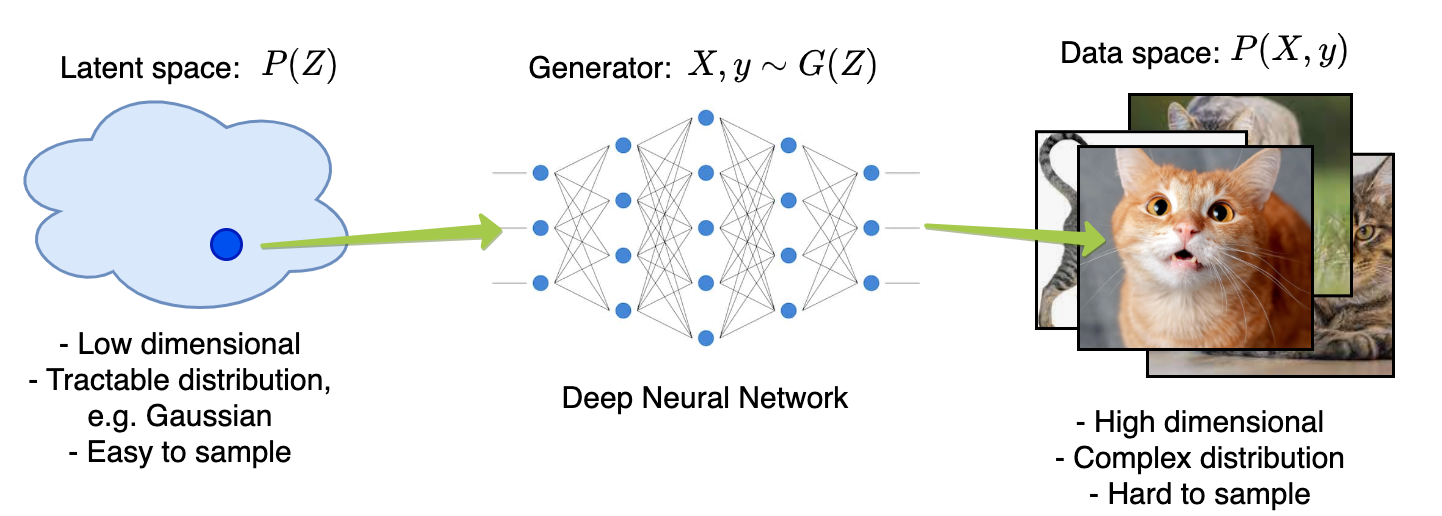 Latent space: P(Z)
Generator: X, y ∼ G(Z)
Data space: P(X, y)
- Low dimensional
- Tractable distribution,
e.g. Gaussian
- Easy to sample
Deep Neural Network
- High dimensional
- Complex distribution
- Hard to sample